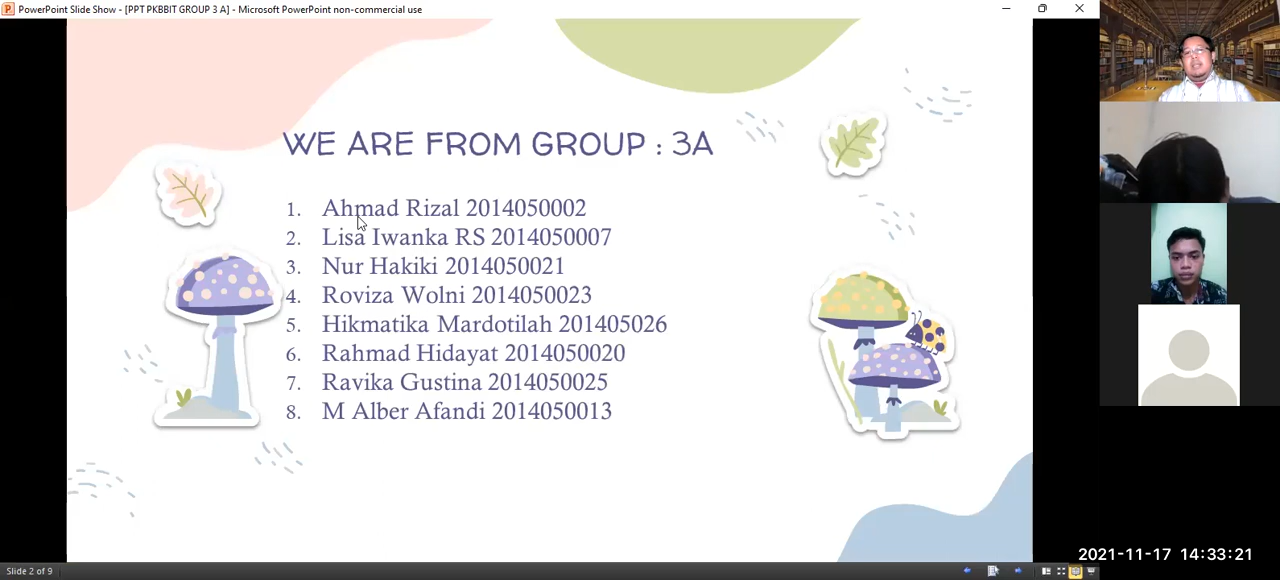 PowerPoint Slide Show - [PPT PKBBIT GROUP 3 A] - Microsoft PowerPoint non-commercial use
WE ARE FROM GROUP : 3A
1. Ahmad Rizal 2014050002
2. Lisa Iwanka RS 2014050007
3. Nur Hakiki 2014050021
4. Roviza Wolni 2014050023
5. Hikmatika Mardotilah 201405026
6. Rahmad Hidayat 2014050020
7. Ravika Gustina 2014050025
8. M Alber Afandi 2014050013
2021-11-17 14:33:21
Slide 2 of 9